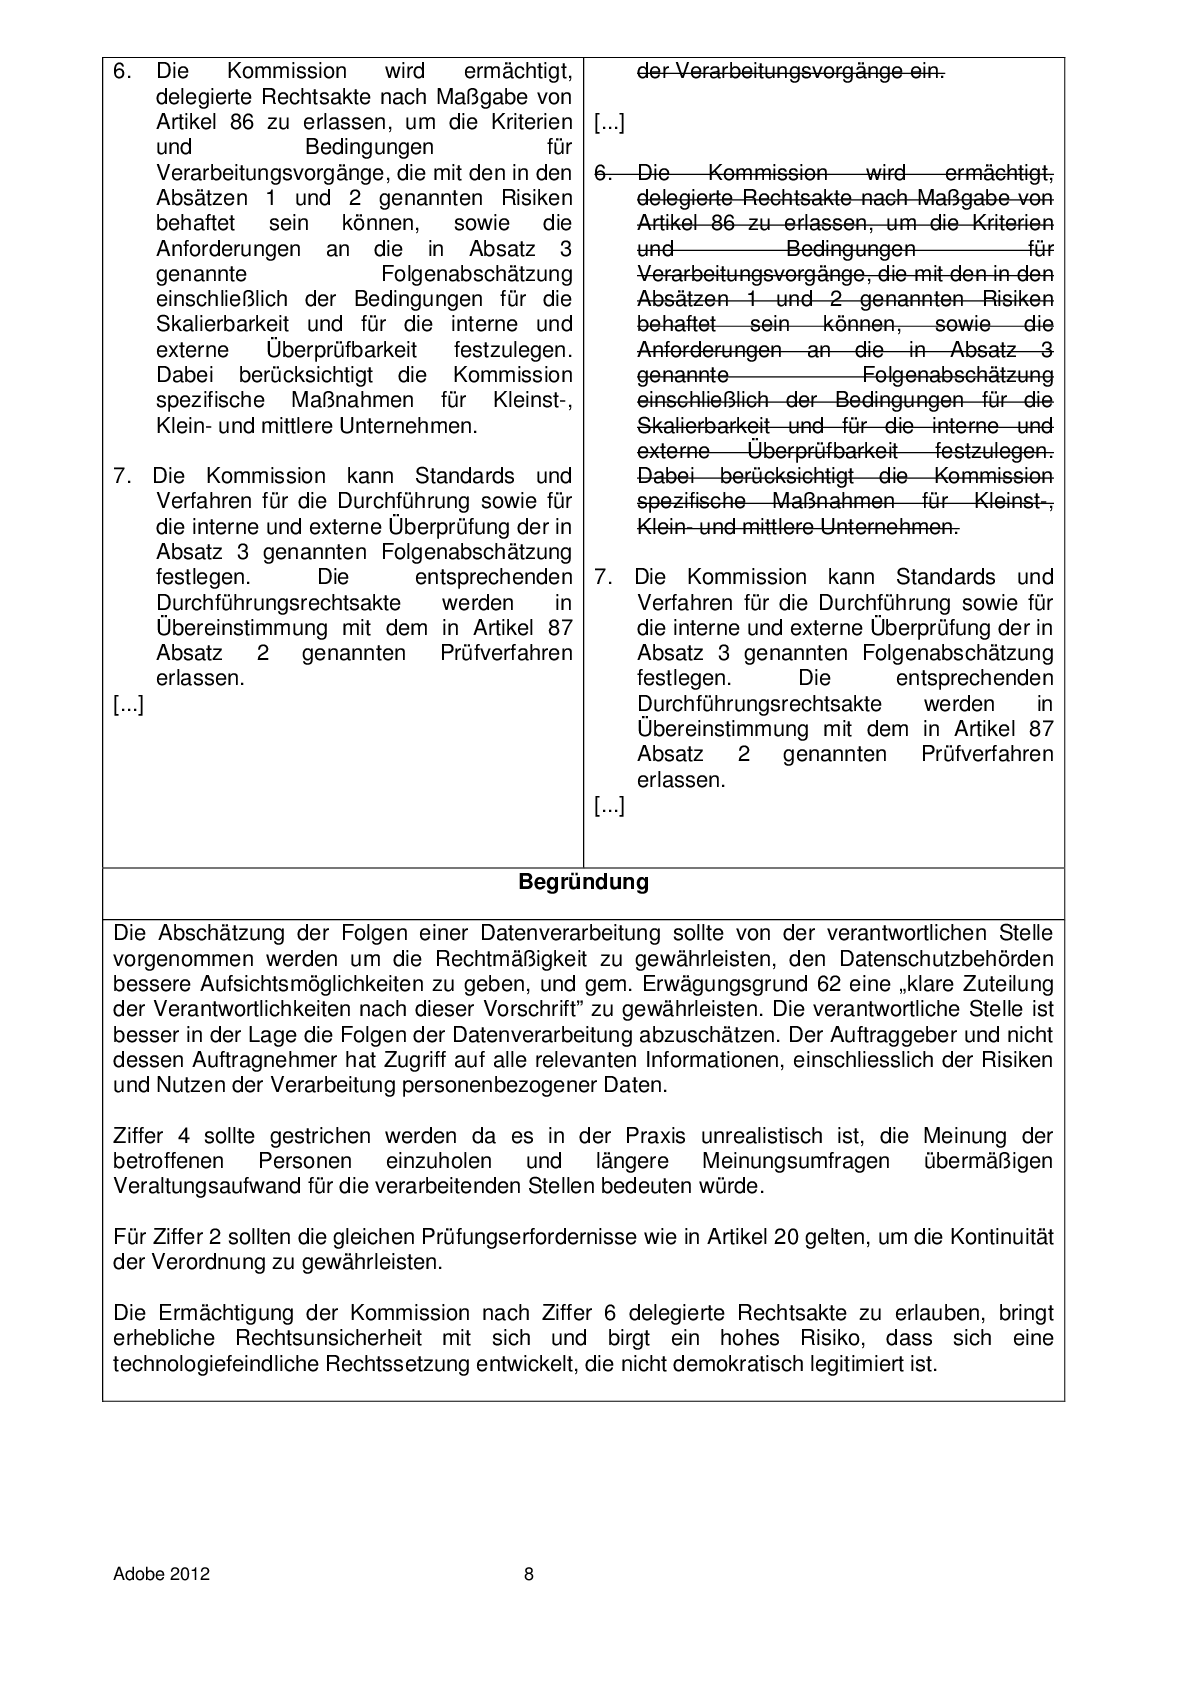 6. Die Kommission wird ermächtigt,
delegierte Rechtsakte nach Maßgabe von
Artikel 86 zu erlassen, um die Kriterien
und Bedingungen für
Verarbeitungsvorgänge, die mit den in den
Absätzen 1 und 2 genannten Risiken
behaftet sein können, sowie die
Anforderungen an die in Absatz 3
genannte Folgenabschätzung
einschließlich der Bedingungen für die
Skalierbarkeit und für die interne und
externe Überprüfbarkeit festzulegen.
Dabei berücksichtigt die Kommission
spezifische Maßnahmen für Kleinst-,
Klein- und mittlere Unternehmen.
7. Die Kommission kann Standards und
Verfahren für die Durchführung sowie für
die interne und externe Überprüfung der in
Absatz 3 genannten Folgenabschätzung
festlegen. Die entsprechenden
Durchführungsrechtsakte werden in
Übereinstimmung mit dem in Artikel 87
Absatz 2 genannten Prüfverfahren
erlassen.
[...]
der Verarbeitungsvorgänge ein.
[...]
6. Die Kommission wird ermächtigt,
delegierte Rechtsakte nach Maßgabe von
Artikel 86 zu erlassen, um die Kriterien
und Bedingungen für
Verarbeitungsvorgänge, die mit den in den
Absätzen 1 und 2 genannten Risiken
behaftet sein können, sowie die
Anforderungen an die in Absatz 3
genannte Folgenabschätzung
einschließlich der Bedingungen für die
Skalierbarkeit und für die interne und
externe Überprüfbarkeit festzulegen.
Dabei berücksichtigt die Kommission
spezifische Maßnahmen für Kleinst-,
Klein- und mittlere Unternehmen.
7. Die Kommission kann Standards und
Verfahren für die Durchführung sowie für
die interne und externe Überprüfung der in
Absatz 3 genannten Folgenabschätzung
festlegen. Die entsprechenden
Durchführungsrechtsakte werden in
Übereinstimmung mit dem in Artikel 87
Absatz 2 genannten Prüfverfahren
erlassen.
[...]
Begründung
Die Abschätzung der Folgen einer Datenverarbeitung sollte von der verantwortlichen Stelle
vorgenommen werden um die Rechtmäßigkeit zu gewährleisten, den Datenschutzbehörden
bessere Aufsichtsmöglichkeiten zu geben, und gem. Erwägungsgrund 62 eine „klare Zuteilung
der Verantwortlichkeiten nach dieser Vorschrift” zu gewährleisten. Die verantwortliche Stelle ist
besser in der Lage die Folgen der Datenverarbeitung abzuschätzen. Der Auftraggeber und nicht
dessen Auftragnehmer hat Zugriff auf alle relevanten Informationen, einschliesslich der Risiken
und Nutzen der Verarbeitung personenbezogener Daten.
Ziffer 4 sollte gestrichen werden da es in der Praxis unrealistisch ist, die Meinung der
betroffenen Personen einzuholen und längere Meinungsumfragen übermäßigen
Veraltungsaufwand für die verarbeitenden Stellen bedeuten würde.
Für Ziffer 2 sollten die gleichen Prüfungserfordernisse wie in Artikel 20 gelten, um die Kontinuität
der Verordnung zu gewährleisten.
Die Ermächtigung der Kommission nach Ziffer 6 delegierte Rechtsakte zu erlauben, bringt
erhebliche Rechtsunsicherheit mit sich und birgt ein hohes Risiko, dass sich eine
technologiefeindliche Rechtssetzung entwickelt, die nicht demokratisch legitimiert ist.
Adobe 2012 8